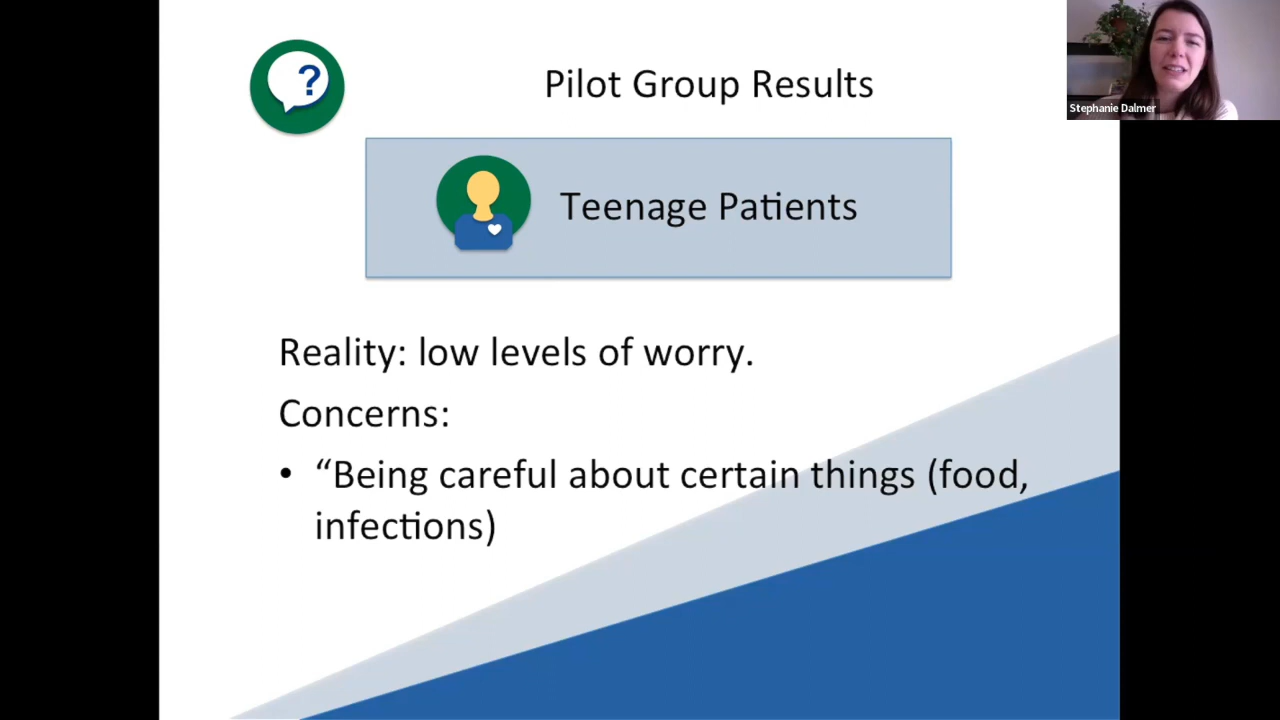 ?
Pilot Group Results
Stephanie Dalmer
Teenage Patients
Reality: low levels of worry.
Concerns:
• “Being careful about certain things (food,
infections)